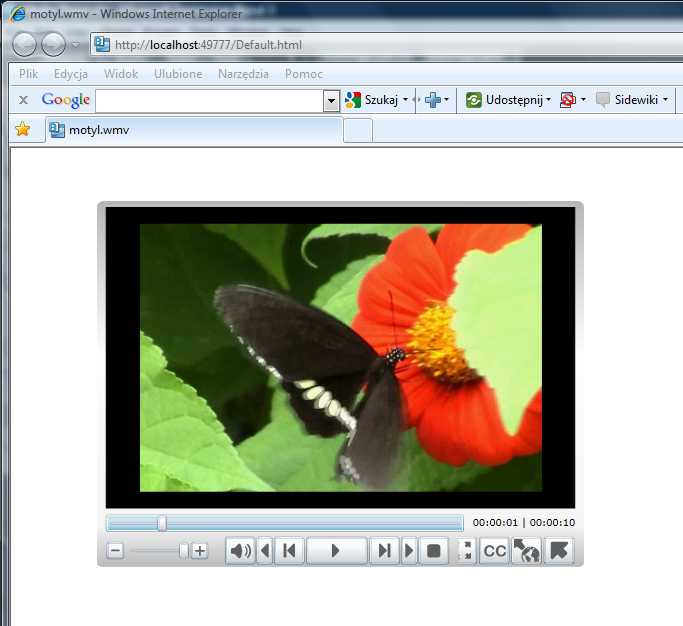 motyl.wmv - Windows Internet Explorer
http://localhost:49777/Default.html
Plik Edycja Widok Ulubione Narzędzia Pomoc
x Google Szukaj Udostępnij Sidewiki
motyl.wmv
00:00:01 | 00:00:10
CC